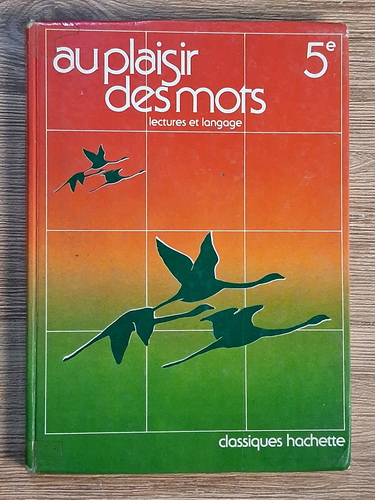 au plaisir 5e
des mots
lectures et langage
classiques hachette